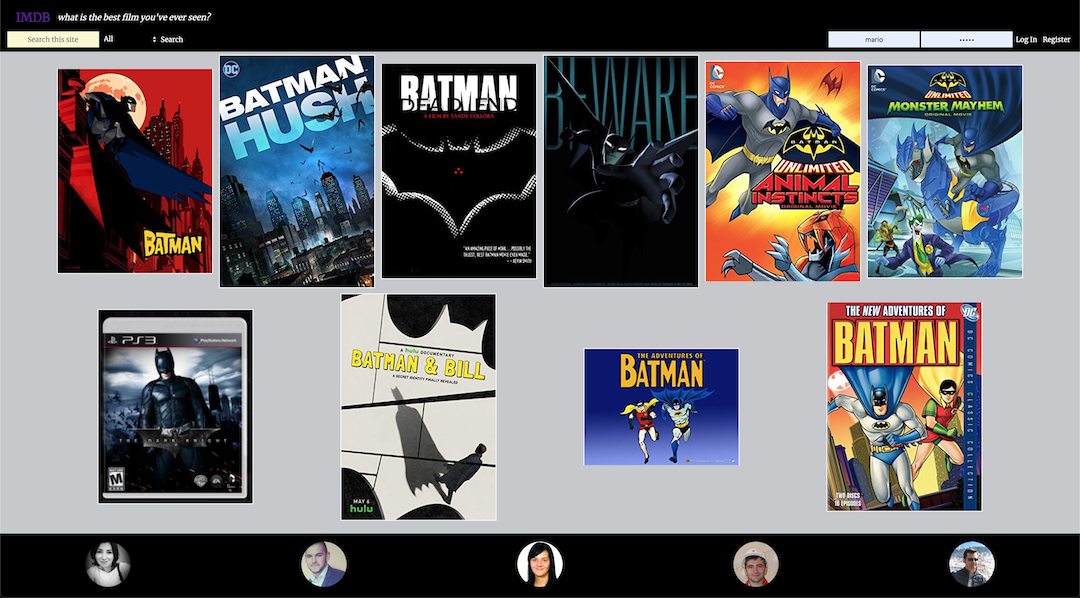 IMDB what is the best film you've ever seen?
Search this site All Search
mario ••••• Log In Register
BATMAN
DC
BATMAN
HUSH
BATMAN
DEAD END
A FILM BY SANDY COLLORA
"AN AMAZING PIECE OF WORK... POSSIBLY THE
TRUEST, BEST BATMAN MOVIE EVER MADE."
-- KEVIN SMITH
BEWARE
DC
COMICS
BATMAN
UNLIMITED
ANIMAL
INSTINCTS
ORIGINAL MOVIE
DC
COMICS
BATMAN
UNLIMITED
MONSTER MAYHEM
ORIGINAL MOVIE
PS3 PlayStation Network
THE DARK KNIGHT
M
EA
A hulu DOCUMENTARY
BATMAN & BILL
A SECRET IDENTITY FINALLY REVEALED
MAY 6
hulu
THE ADVENTURES OF
BATMAN
THE NEW ADVENTURES OF
BATMAN
DC
DC COMICS CLASSIC COLLECTION
TWO DISCS
16 EPISODES